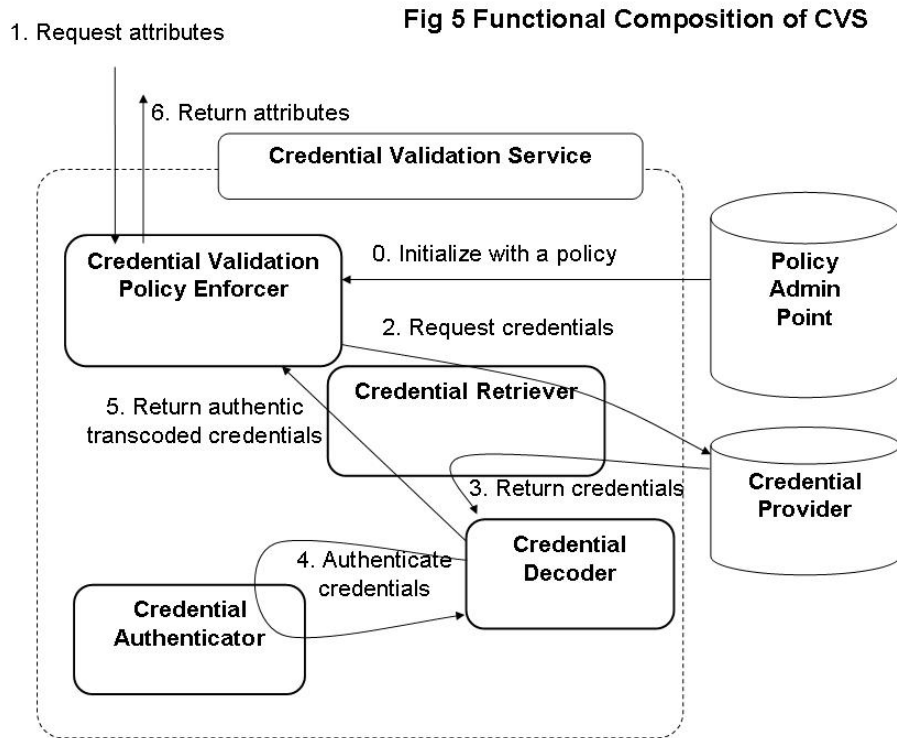 Fig 5 Functional Composition of CVS
1. Request attributes
6. Return attributes
Credential Validation Service
Credential Validation
Policy Enforcer
0. Initialize with a policy
Policy
Admin
Point
2. Request credentials
Credential Retriever
5. Return authentic
transcoded credentials
3. Return credentials
Credential
Provider
Credential
Decoder
4. Authenticate
credentials
Credential
Authenticator